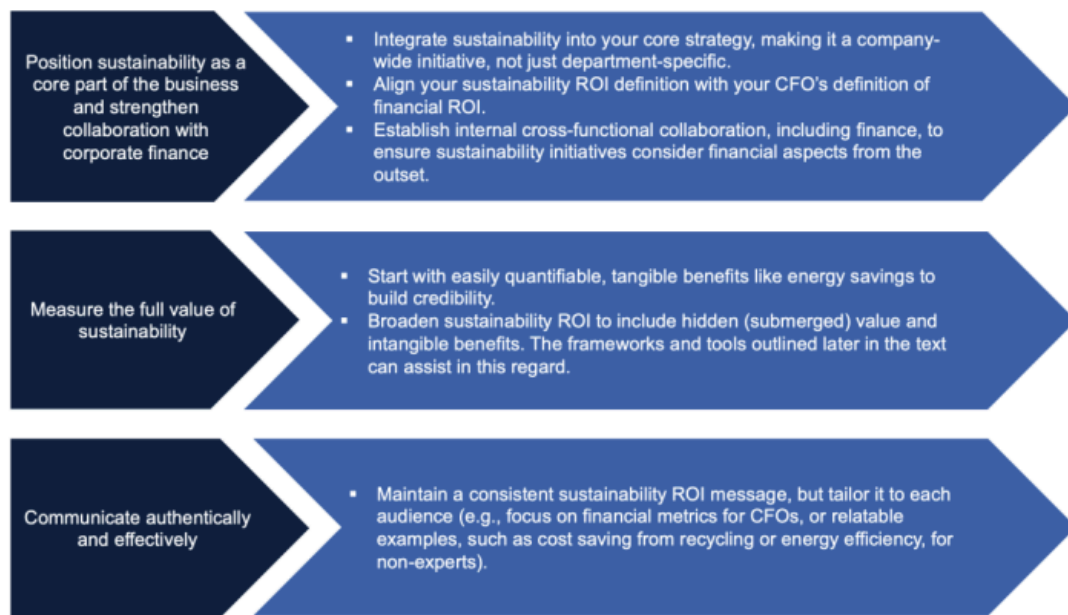 Position sustainability as a
core part of the business
and strengthen
collaboration with
corporate finance
▪ Integrate sustainability into your core strategy, making it a company-
wide initiative, not just department-specific.
▪ Align your sustainability ROI definition with your CFO’s definition of
financial ROI.
▪ Establish internal cross-functional collaboration, including finance, to
ensure sustainability initiatives consider financial aspects from the
outset.
Measure the full value of
sustainability
▪ Start with easily quantifiable, tangible benefits like energy savings to
build credibility.
▪ Broaden sustainability ROI to include hidden (submerged) value and
intangible benefits. The frameworks and tools outlined later in the text
can assist in this regard.
Communicate authentically
and effectively
▪ Maintain a consistent sustainability ROI message, but tailor it to each
audience (e.g., focus on financial metrics for CFOs, or relatable
examples, such as cost saving from recycling or energy efficiency, for
non-experts).